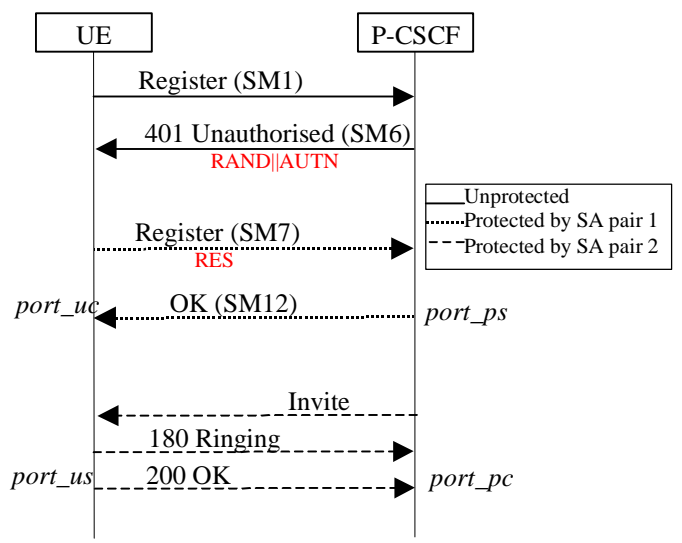 UE
P-CSCF
Register (SM1)
401 Unauthorised (SM6)
RAND||AUTN
Unprotected
Protected by SA pair 1
Protected by SA pair 2
Register (SM7)
RES
port_uc
OK (SM12)
port_ps
Invite
180 Ringing
port_us
200 OK
port_pc